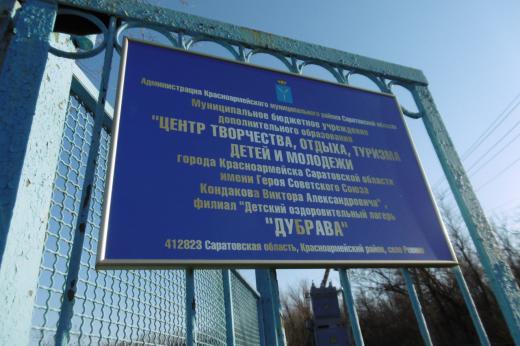 Администрация Красноармейского муниципального района Саратовской области
Муниципальное бюджетное учреждение
дополнительного образования
"ЦЕНТР ТВОРЧЕСТВА, ОТДЫХА, ТУРИЗМА
ДЕТЕЙ И МОЛОДЕЖИ
города Красноармейска Саратовской области
имени Героя Советского Союза
Кондакова Виктора Александровича" ,
филиал "Детский оздоровительный лагерь
"ДУБРАВА"
412823 Саратовская область, Красноармейский район, село